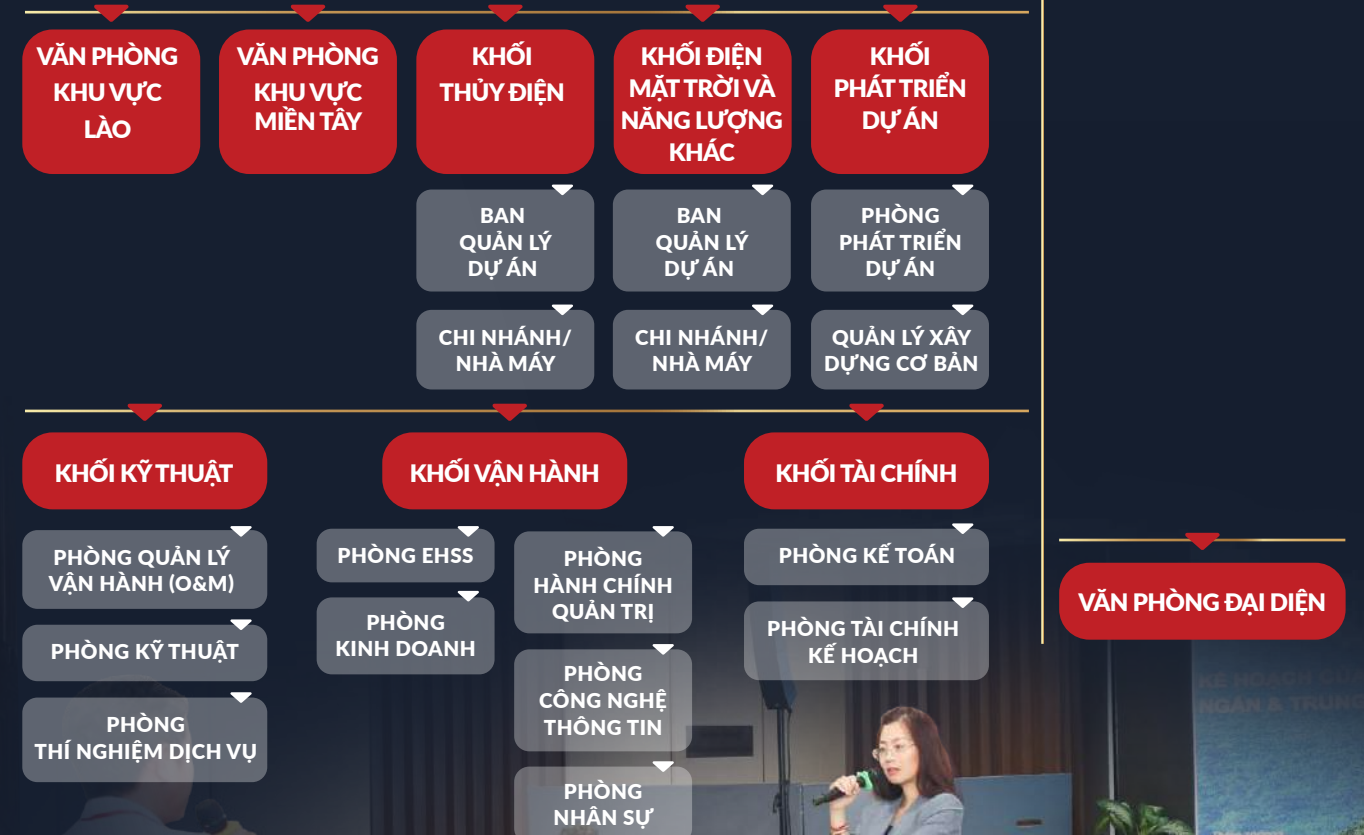 VĂN PHÒNG
KHU VỰC
LÀO
VĂN PHÒNG
KHU VỰC
MIỀN TÂY
KHỐI
THỦY ĐIỆN
KHỐI ĐIỆN
MẶT TRỜI VÀ
NĂNG LƯỢNG
KHÁC
KHỐI
PHÁT TRIỂN
DỰ ÁN
BAN
QUẢN LÝ
DỰ ÁN
BAN
QUẢN LÝ
DỰ ÁN
PHÒNG
PHÁT TRIỂN
DỰ ÁN
CHI NHÁNH/
NHÀ MÁY
CHI NHÁNH/
NHÀ MÁY
QUẢN LÝ XÂY
DỰNG CƠ BẢN
KHỐI KỸ THUẬT
KHỐI VẬN HÀNH
KHỐI TÀI CHÍNH
PHÒNG QUẢN LÝ
VẬN HÀNH (O&M)
PHÒNG KỸ THUẬT
PHÒNG
THÍ NGHIỆM DỊCH VỤ
PHÒNG EHSS
PHÒNG
KINH DOANH
PHÒNG
HÀNH CHÍNH
QUẢN TRỊ
PHÒNG
CÔNG NGHỆ
THÔNG TIN
PHÒNG
NHÂN SỰ
PHÒNG KẾ TOÁN
PHÒNG TÀI CHÍNH
KẾ HOẠCH
VĂN PHÒNG ĐẠI DIỆN
KẾ HOẠCH
NGÂN & TRUNG